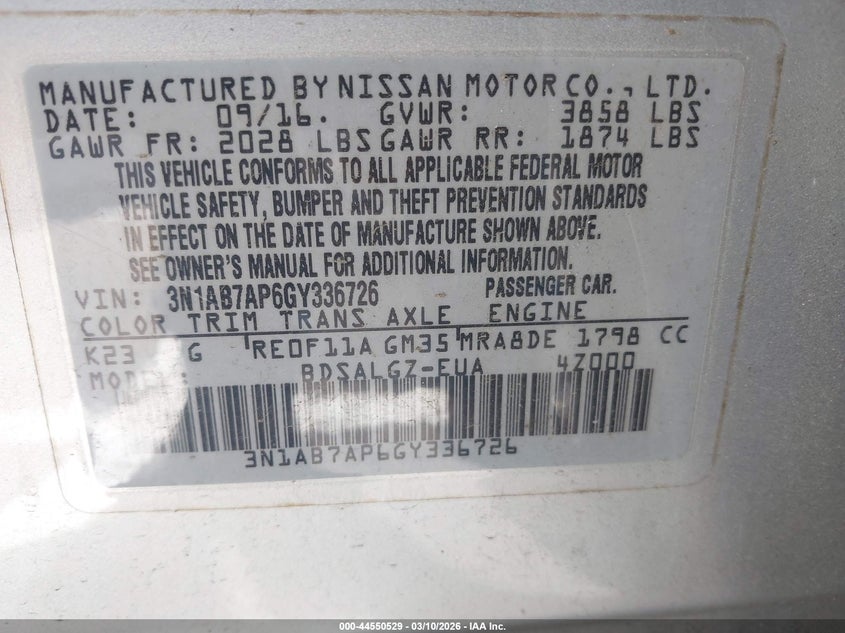 MANUFACTURED BY NISSAN MOTOR CO., LTD.
DATE: 09/16. GVWR: 3858 LBS
GAWR FR: 2028 LBS GAWR RR: 1874 LBS
THIS VEHICLE CONFORMS TO ALL APPLICABLE FEDERAL MOTOR
VEHICLE SAFETY, BUMPER AND THEFT PREVENTION STANDARDS
IN EFFECT ON THE DATE OF MANUFACTURE SHOWN ABOVE.
SEE OWNER'S MANUAL FOR ADDITIONAL INFORMATION.
VIN: 3N1AB7AP6GY336726 PASSENGER CAR.
COLOR TRIM TRANS AXLE ENGINE
K23 G RE0F11A GM35 MRA8DE 1798 CC
MODEL: BDSALGZ-EUA 4Z000
3N1AB7AP6GY336726
000-44550529 - 03/10/2026 - IAA Inc.